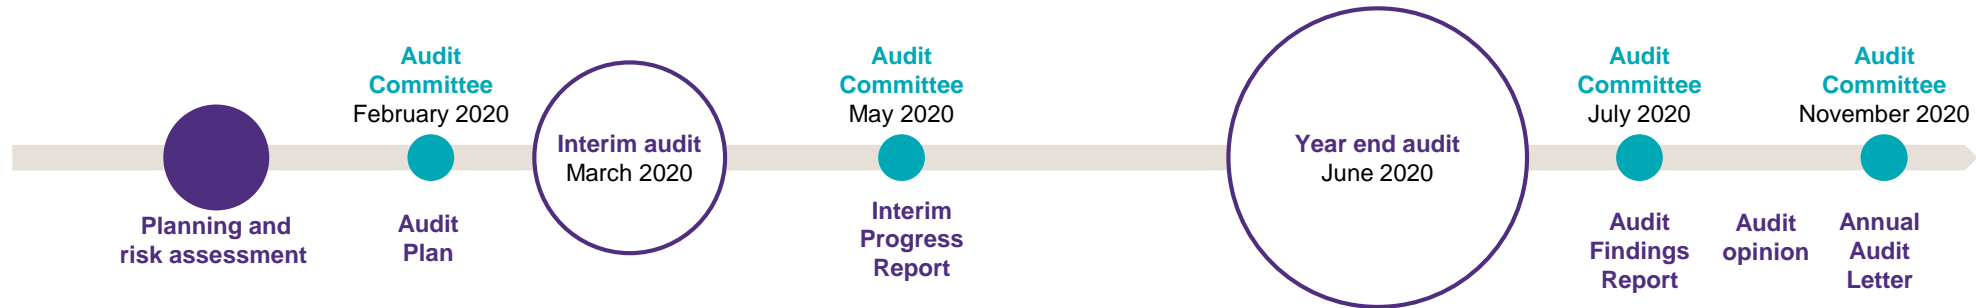 Planning and
risk assessment
Audit
Committee
February 2020
Audit
Plan
Interim audit
March 2020
Audit
Committee
May 2020
Interim
Progress
Report
Year end audit
June 2020
Audit
Committee
July 2020
Audit
Findings
Report
Audit
opinion
Audit
Committee
November 2020
Annual
Audit
Letter